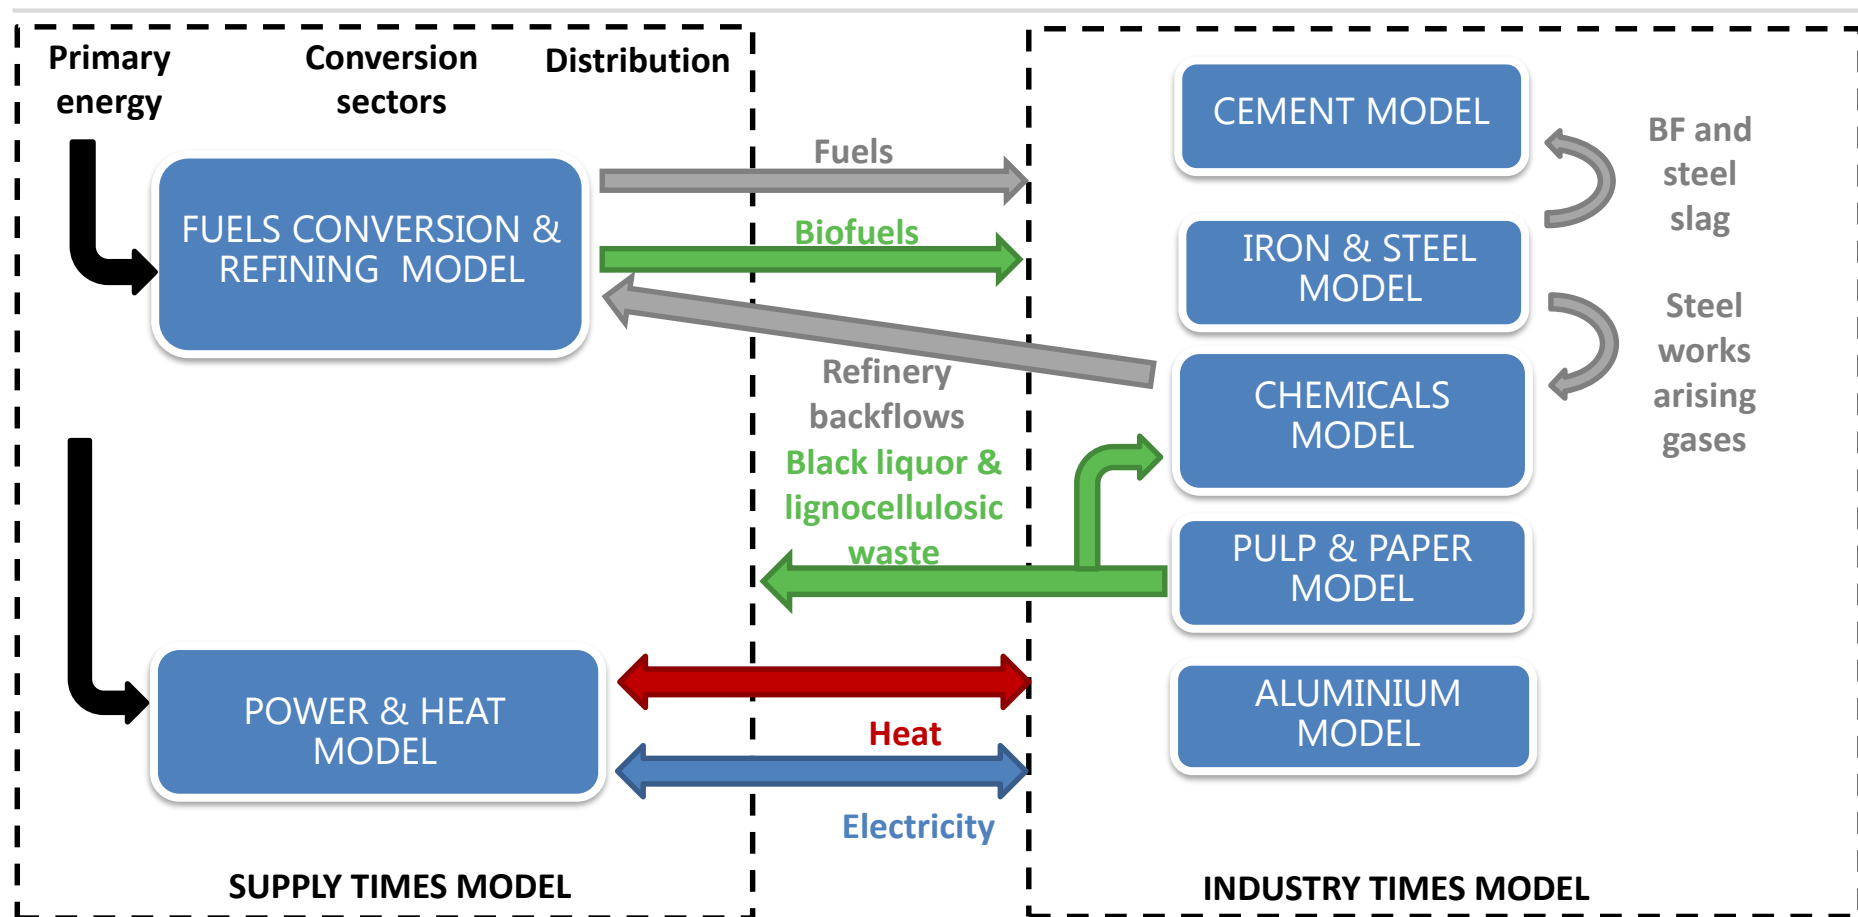 Primary
energy
Conversion
sectors
Distribution
FUELS CONVERSION &
REFINING MODEL
POWER & HEAT
MODEL
SUPPLY TIMES MODEL
Fuels
Biofuels
Refinery
backflows
Black liquor &
lignocellulosic
waste
Heat
Electricity
CEMENT MODEL
IRON & STEEL
MODEL
CHEMICALS
MODEL
PULP & PAPER
MODEL
ALUMINIUM
MODEL
BF and
steel
slag
Steel
works
arising
gases
INDUSTRY TIMES MODEL